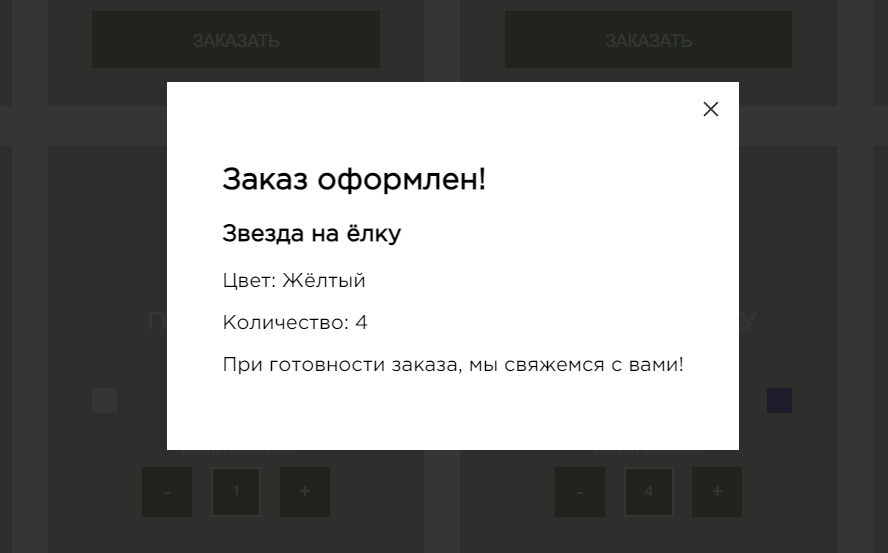 ЗАКАЗАТЬ ЗАКАЗАТЬ
Заказ оформлен!
Звезда на ёлку
Цвет: Жёлтый
Количество: 4
При готовности заказа, мы свяжемся с вами!
- 1 + - 4 +